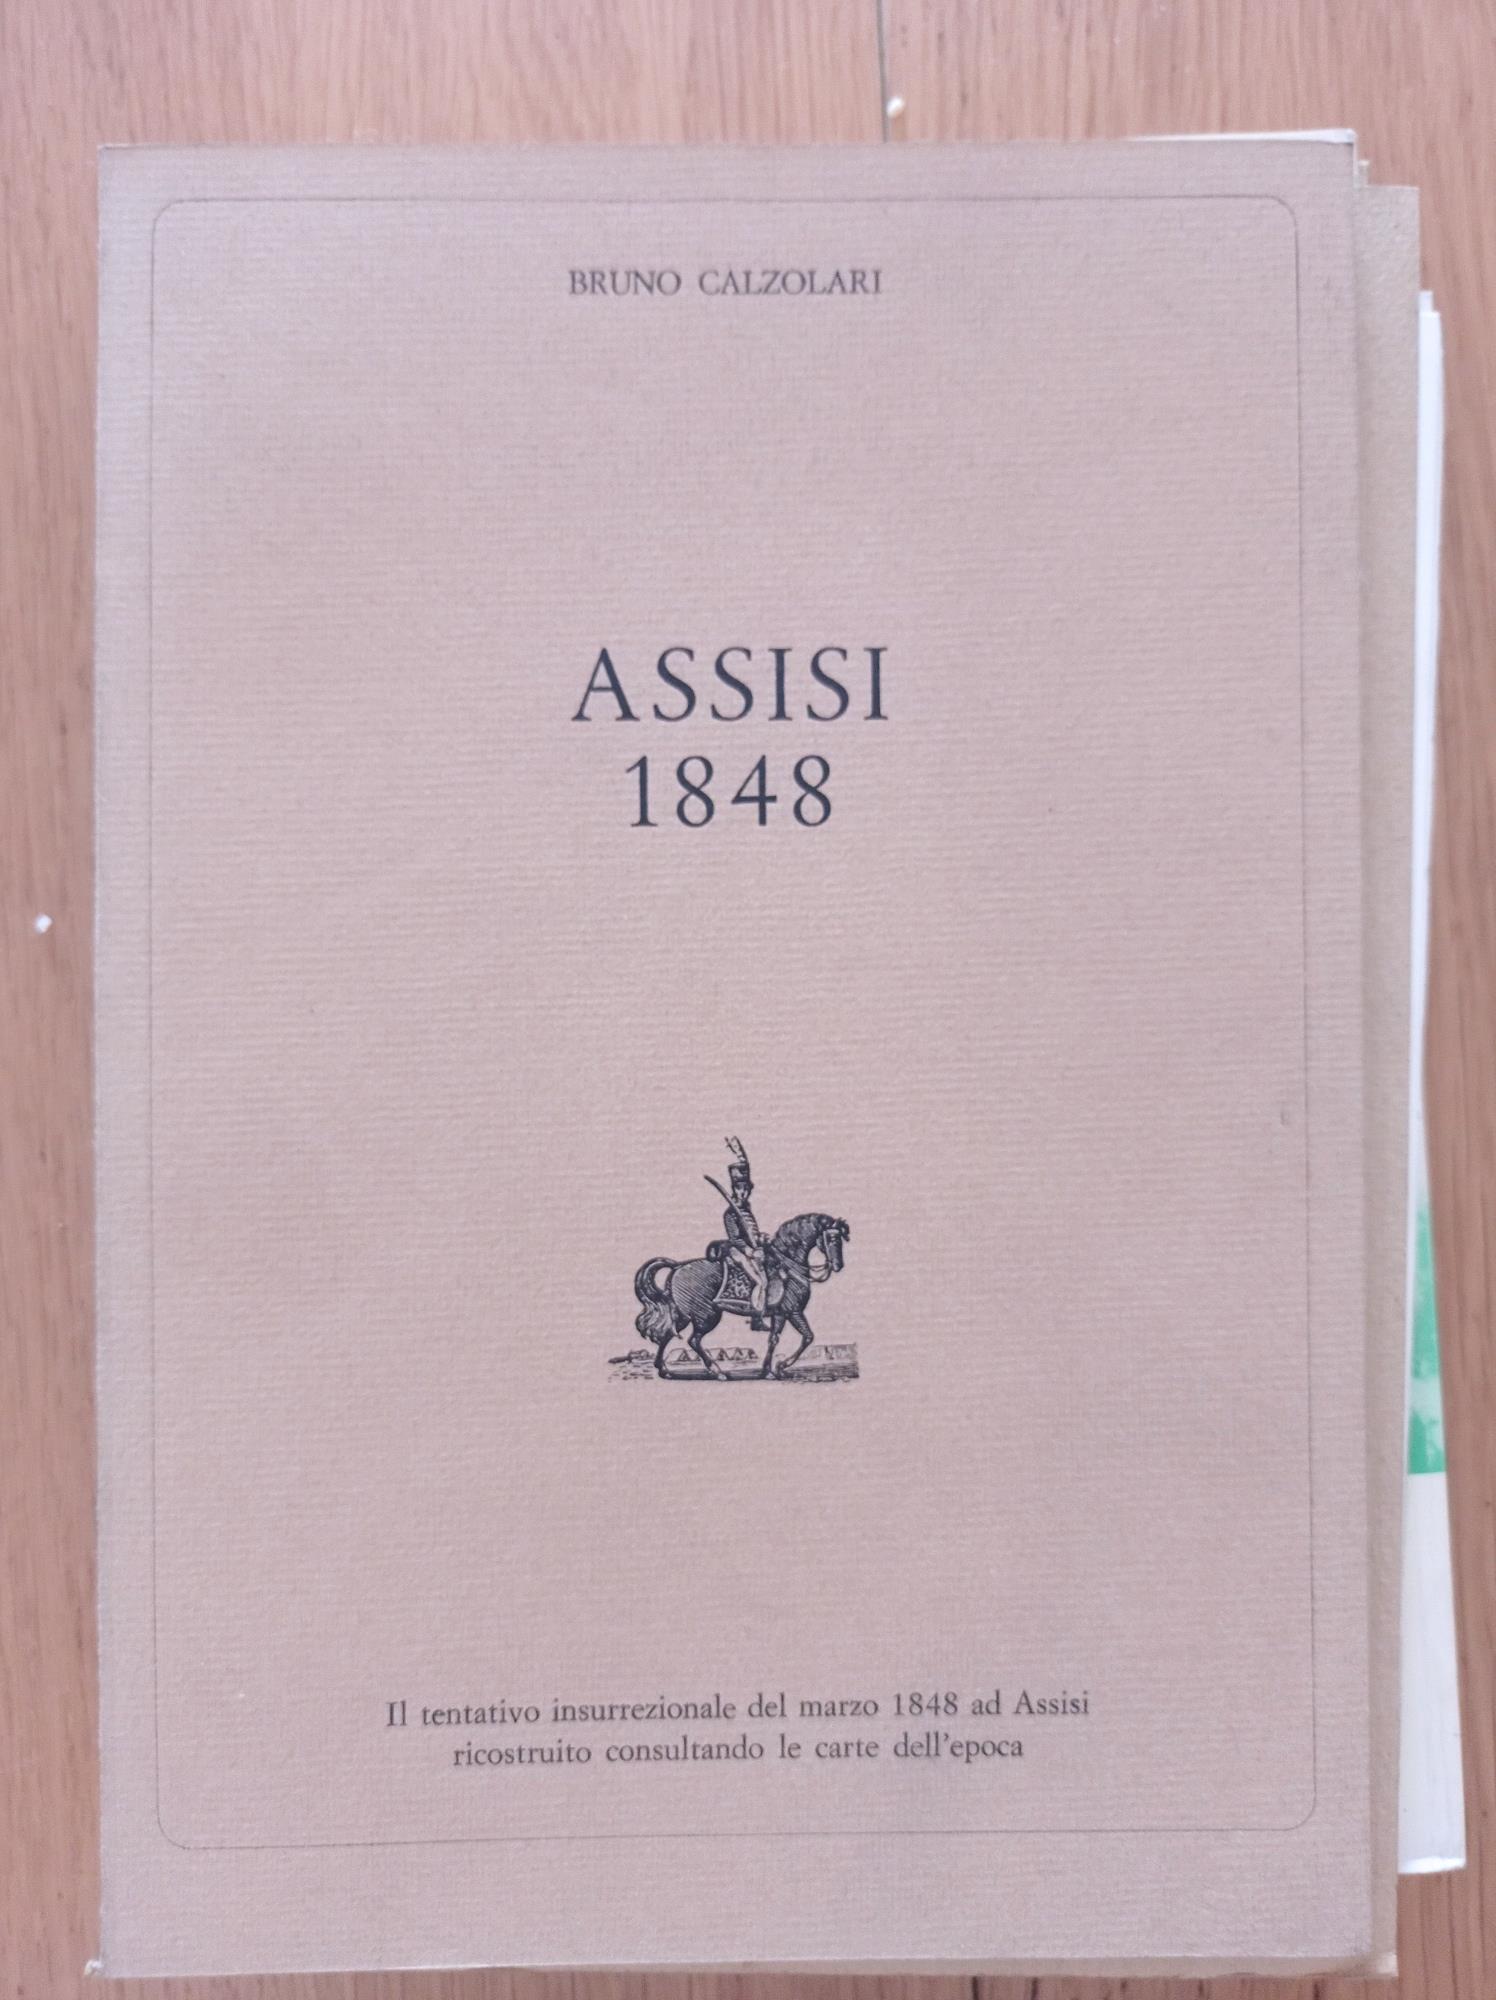 BRUNO CALZOLARI
ASSISI
1848
Il tentativo insurrezionale del marzo 1848 ad Assisi
ricostruito consultando le carte dell'epoca